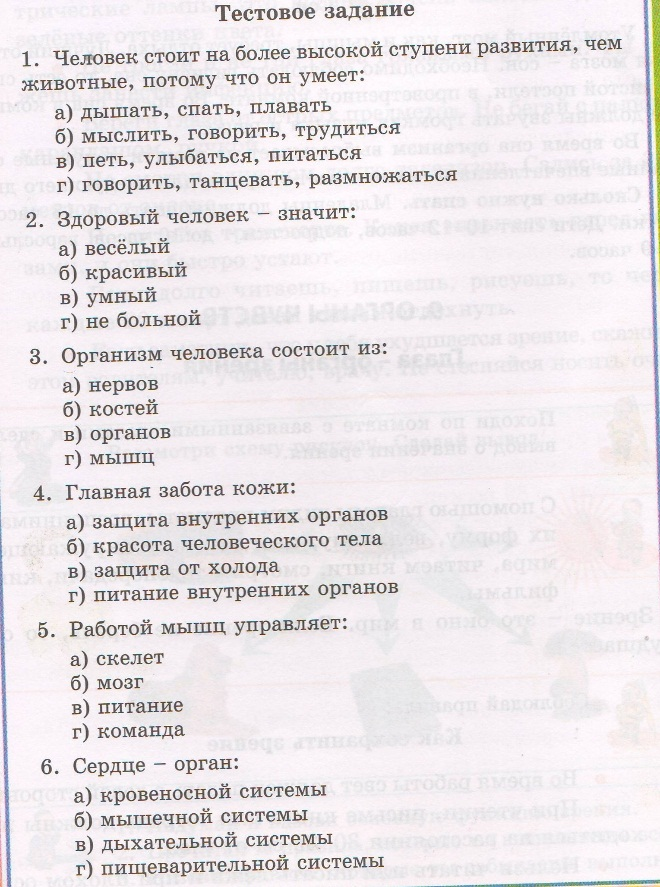 Тестовое задание
1. Человек стоит на более высокой ступени развития, чем
животные, потому что он умеет:
а) дышать, спать, плавать
б) мыслить, говорить, трудиться
в) петь, улыбаться, питаться
г) говорить, танцевать, размножаться
2. Здоровый человек – значит:
а) весёлый
б) красивый
в) умный
г) не больной
3. Организм человека состоит из:
а) нервов
б) костей
в) органов
г) мышц
4. Главная забота кожи:
а) защита внутренних органов
б) красота человеческого тела
в) защита от холода
г) питание внутренних органов
5. Работой мышц управляет:
а) скелет
б) мозг
в) питание
г) команда
6. Сердце – орган:
а) кровеносной системы
б) мышечной системы
в) дыхательной системы
г) пищеварительной системы